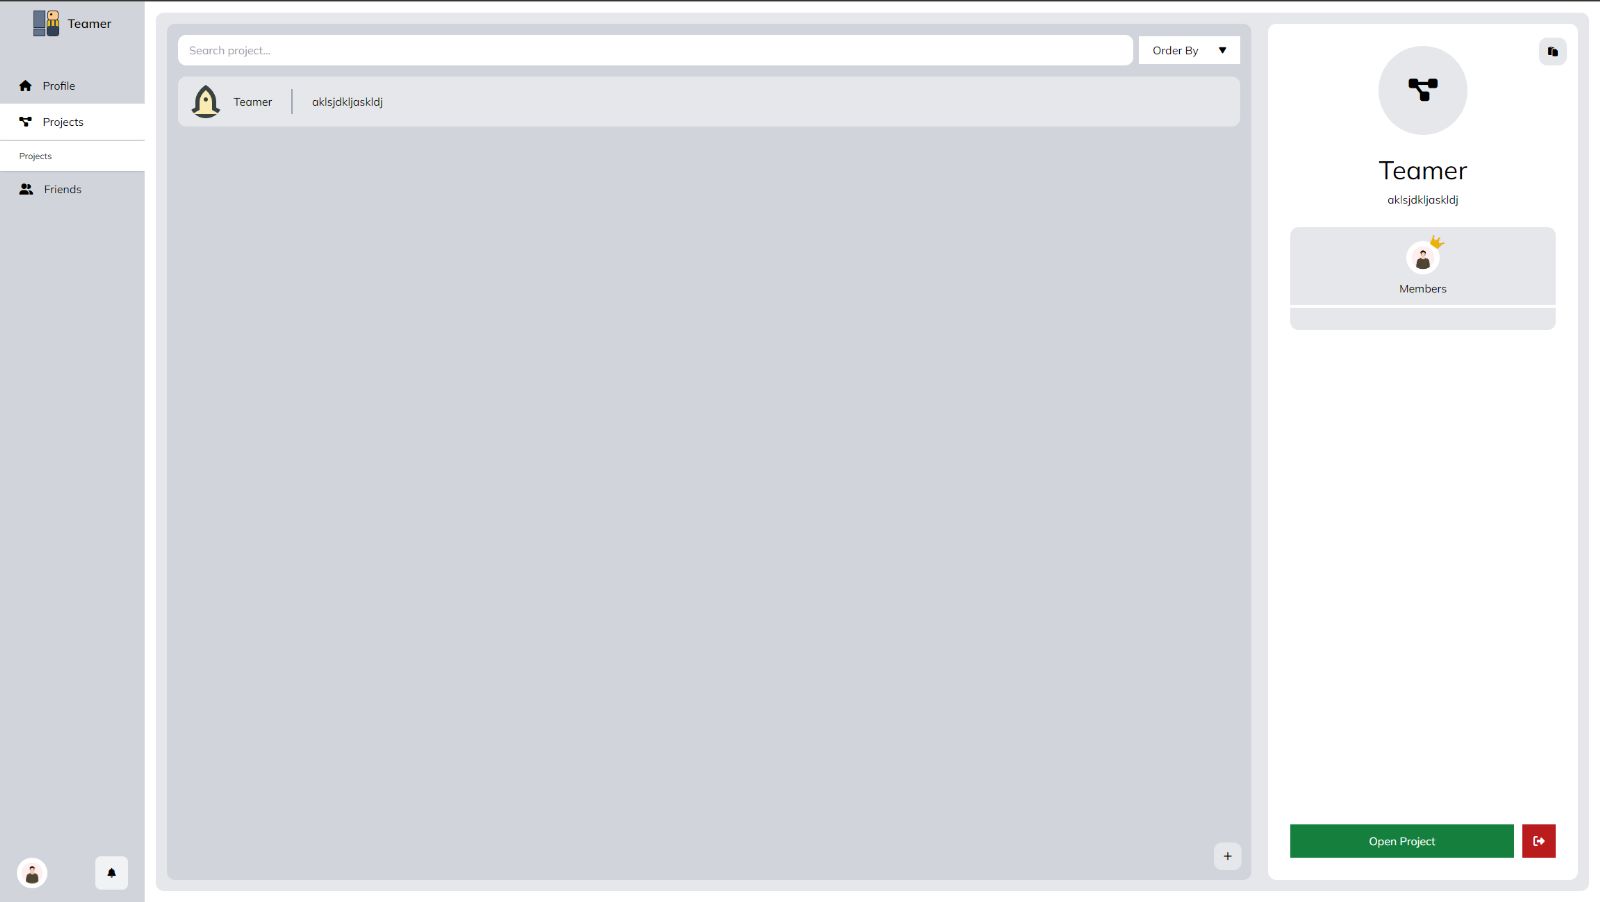 Teamer
Profile
Projects
Projects
Friends
Search project...
Order By
Teamer
aklsjdkljaskldj
Teamer
aklsjdkljaskldj
Members
Open Project